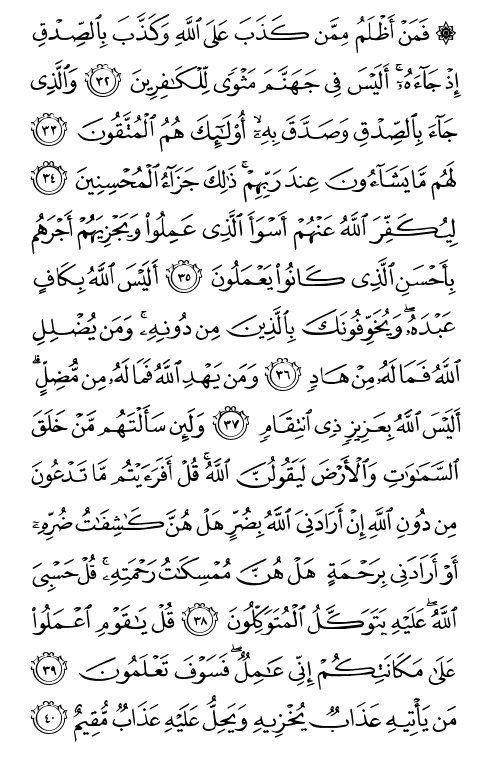 ۞ فَمَنْ أَظْلَمُ مِمَّن كَذَبَ عَلَى ٱللَّهِ وَكَذَّبَ بِٱلصِّدْقِ
إِذْ جَآءَهُۥٓ ۚ أَلَيْسَ فِى جَهَنَّمَ مَثْوًى لِّلْكَٰفِرِينَ ٣٢ وَٱلَّذِى
جَآءَ بِٱلصِّدْقِ وَصَدَّقَ بِهِۦٓ ۙ أُو۟لَٰٓئِكَ هُمُ ٱلْمُتَّقُونَ ٣٣
لَهُم مَّا يَشَآءُونَ عِندَ رَبِّهِمْ ۚ ذَٰلِكَ جَزَآءُ ٱلْمُحْسِنِينَ ٣٤
لِيُكَفِّرَ ٱللَّهُ عَنْهُمْ أَسْوَأَ ٱلَّذِى عَمِلُوا۟ وَيَجْزِيَهُمْ أَجْرَهُم
بِأَحْسَنِ ٱلَّذِى كَانُوا۟ يَعْمَلُونَ ٣٥ أَلَيْسَ ٱللَّهُ بِكَافٍ
عَبْدَهُۥ ۖ وَيُخَوِّفُونَكَ بِٱلَّذِينَ مِن دُونِهِۦ ۚ وَمَن يُضْلِلِ
ٱللَّهُ فَمَا لَهُۥ مِنْ هَادٍ ٣٦ وَمَن يَهْدِ ٱللَّهُ فَمَا لَهُۥ مِن مُّضِلٍّ ۗ
أَلَيْسَ ٱللَّهُ بِعَزِيزٍ ذِى ٱنتِقَامٍ ٣٧ وَلَئِن سَأَلْتَهُم مَّنْ خَلَقَ
ٱلسَّمَٰوَٰتِ وَٱلْأَرْضَ لَيَقُولُنَّ ٱللَّهُ ۚ قُلْ أَفَرَءَيْتُم مَّا تَدْعُونَ
مِن دُونِ ٱللَّهِ إِنْ أَرَادَنِىَ ٱللَّهُ بِضُرٍّ هَلْ هُنَّ كَٰشِفَٰتُ ضُرِّهِۦٓ
أَوْ أَرَادَنِى بِرَحْمَةٍ هَلْ هُنَّ مُمْسِكَٰتُ رَحْمَتِهِۦ ۚ قُلْ حَسْبِىَ
ٱللَّهُ ۖ عَلَيْهِ يَتَوَكَّلُ ٱلْمُتَوَكِّلُونَ ٣٨ قُلْ يَٰقَوْمِ ٱعْمَلُوا۟
عَلَىٰ مَكَانَتِكُمْ إِنِّى عَٰمِلٌ ۖ فَسَوْفَ تَعْلَمُونَ ٣٩
مَن يَأْتِيهِ عَذَابٌ يُخْزِيهِ وَيَحِلُّ عَلَيْهِ عَذَابٌ مُّقِيمٌ ٤٠